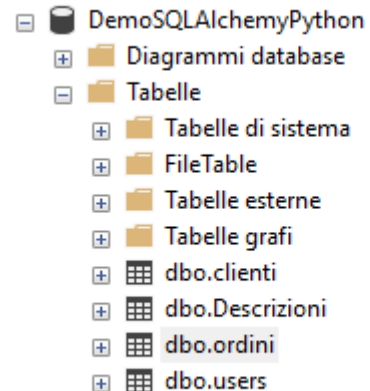 DemoSQLAlchemyPython
Diagrammi database
Tabelle
Tabelle di sistema
FileTable
Tabelle esterne
Tabelle grafi
dbo.clienti
dbo.Descrizioni
dbo.ordini
dbo.users